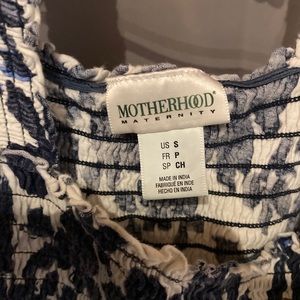 MOTHERHOOD®
MATERNITY
US S
FR P
SP CH
MADE IN INDIA
FABRIQUÉ EN INDE
HECHO EN INDIA